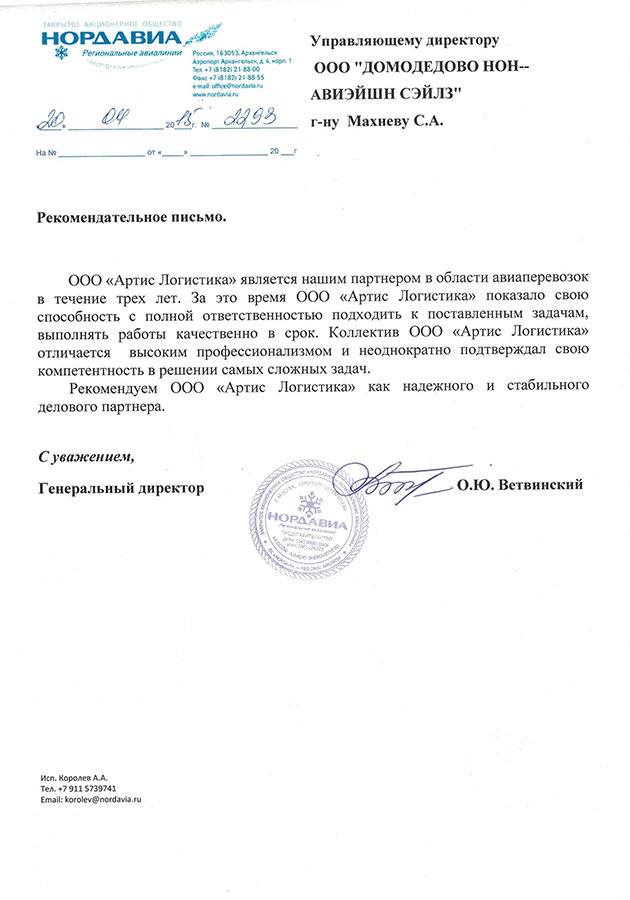 ЗАКРЫТОЕ АКЦИОНЕРНОЕ ОБЩЕСТВО
НОРДАВИА
Региональные авиалинии
Россия, 163053, Архангельск
Аэропорт Архангельск, д. 4, корп. 1
Тел. +7 (8182) 21-88-00
Факс +7 (8182) 21-88-55
e-mail: office@nordavia.ru
www.nordavia.ru
20 » 04 2015 г. № 2293
На № от « » 20 г
Управляющему директору
ООО "ДОМОДЕДОВО НОН--
АВИЭЙШН СЭЙЛЗ"
г-ну Махневу С.А.
Рекомендательное письмо.
ООО «Артис Логистика» является нашим партнером в области авиаперевозок
в течение трех лет. За это время ООО «Артис Логистика» показало свою
способность с полной ответственностью подходить к поставленным задачам,
выполнять работы качественно в срок. Коллектив ООО «Артис Логистика»
отличается высоким профессионализмом и неоднократно подтверждал свою
компетентность в решении самых сложных задач.
Рекомендуем ООО «Артис Логистика» как надежного и стабильного
делового партнера.
С уважением,
Генеральный директор
О.Ю. Ветвинский
НОРДАВИА
Региональные авиалинии
ПРЕДСТАВИТЕЛЬСТВО
Исп. Королев А.А.
Тел. +7 911 5739741
Email: korolev@nordavia.ru